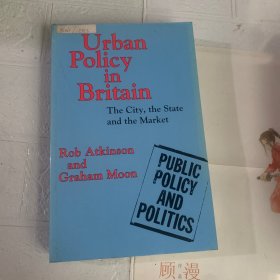 Urban
Policy in
Britain
The City, the State
and the Market
Rob Atkinson
and
Graham Moon
PUBLIC
POLICY AND
POLITICS
漫
顾